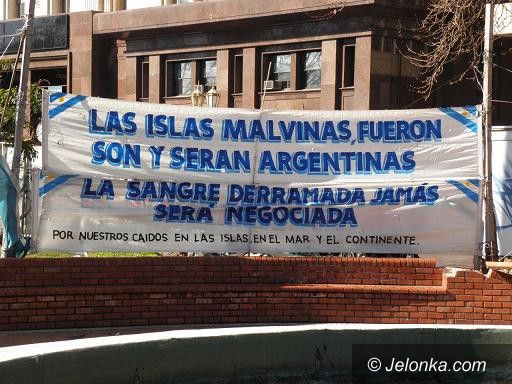 LAS ISLAS MALVINAS, FUERON
SON Y SERAN ARGENTINAS
LA SANGRE DERRAMADA JAMÁS
SERÁ NEGOCIADA
POR NUESTROS CAIDOS EN LAS ISLAS, EN EL MAR Y EL CONTINENTE.
© Jelonka.com